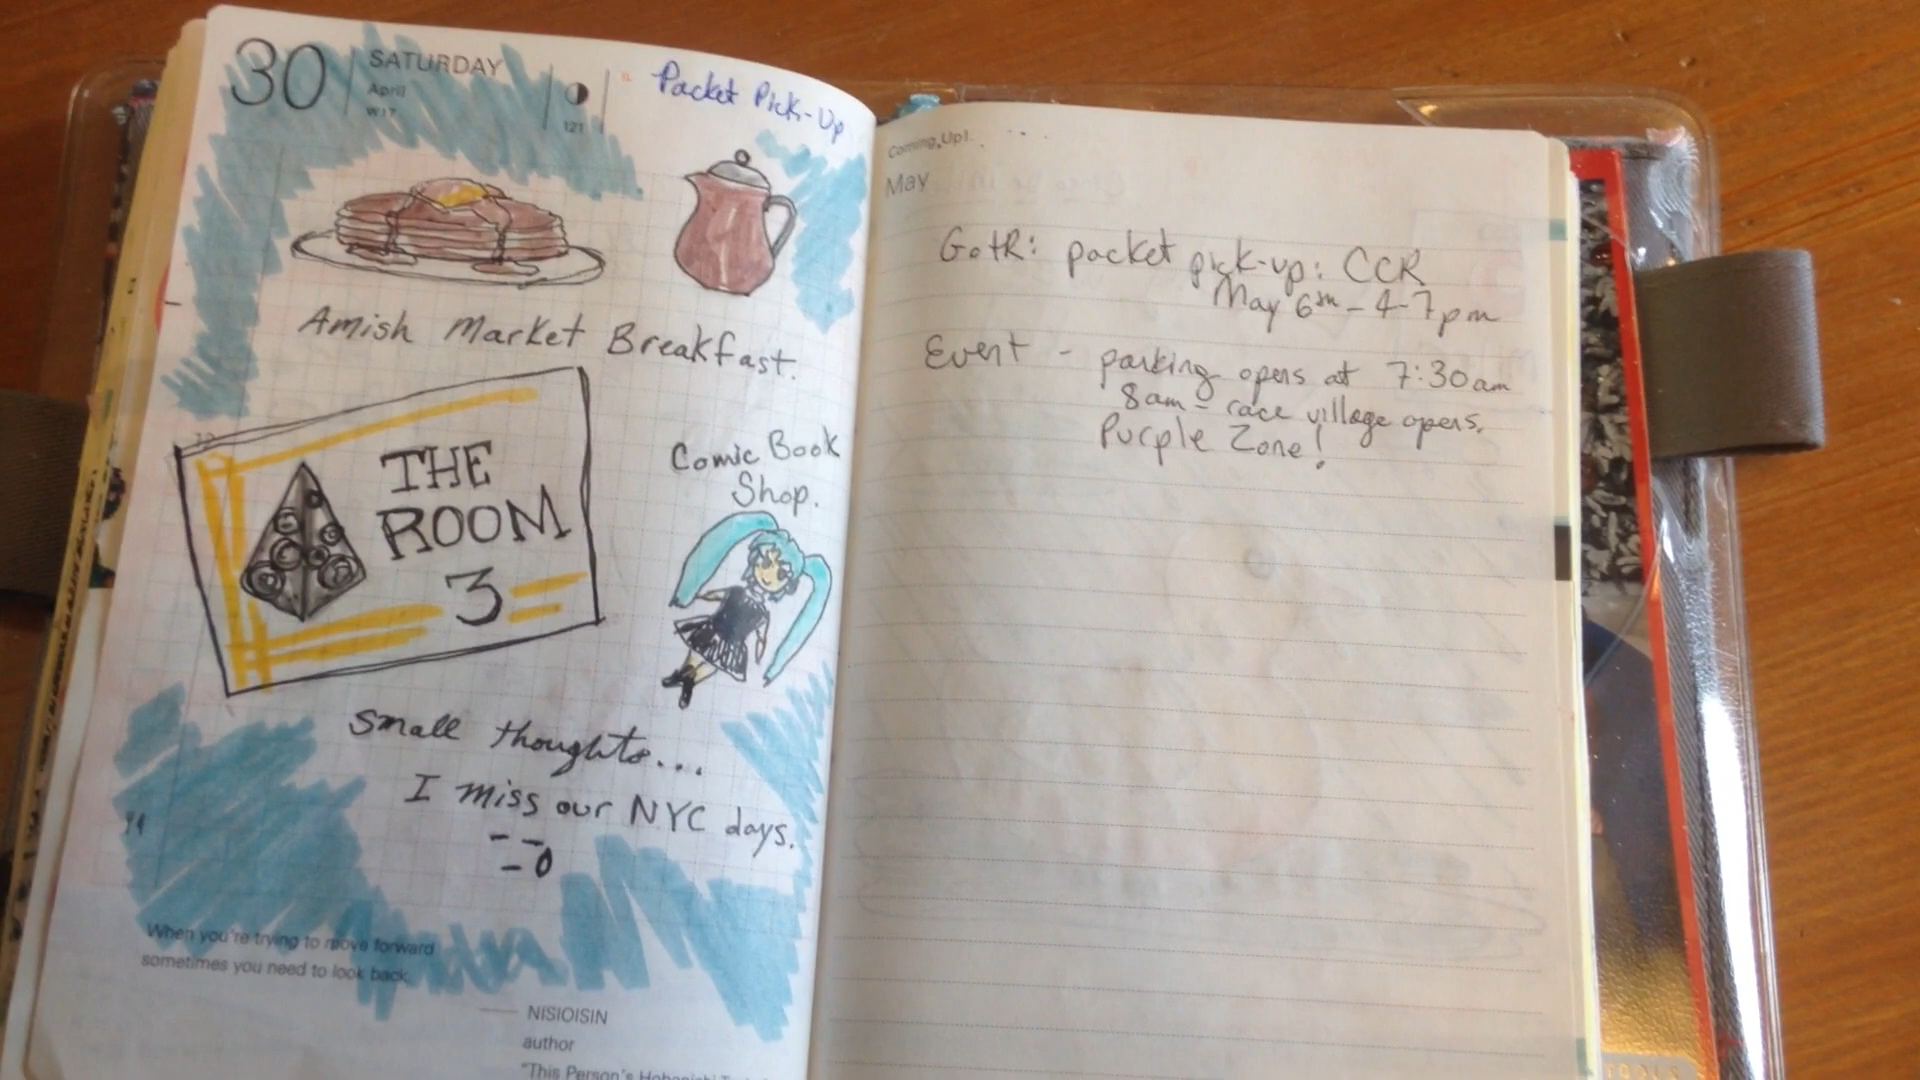 30
SATURDAY
April
W17
121
Packet Pick-Up
Amish Market Breakfast.
THE
ROOM
3
Comic Book
Shop.
Small thoughts...
I miss our NYC days.
When you're trying to move forward
sometimes you need to look back.
NISIOISIN
author
"This Person's Hobonichi
Coming Up!
May
GotR: packet pick-up: CCR
May 6th - 4-7pm
Event - parking opens at 7:30am
8am - race village opens.
Purple Zone!